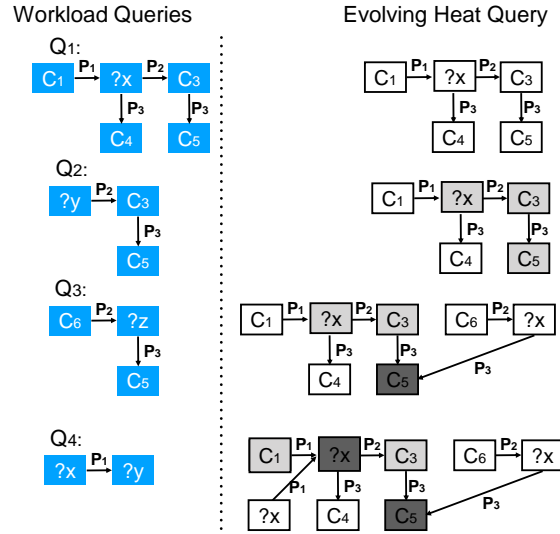 Workload Queries Evolving Heat Query
Q1:
C1 P1 ?x P2 C3
P3 P3
C4 C5
C1 P1 ?x P2 C3
P3 P3
C4 C5
Q2:
?y P2 C3
P3
C5
C1 P1 ?x P2 C3
P3 P3
C4 C5
Q3:
C6 P2 ?z
P3
C5
C1 P1 ?x P2 C3 C6 P2 ?x
P3 P3 P3
C4 C5
Q4:
?x P1 ?y
C1 P1 ?x P2 C3 C6 P2 ?x
P1 P3 P3 P3
?x C4 C5